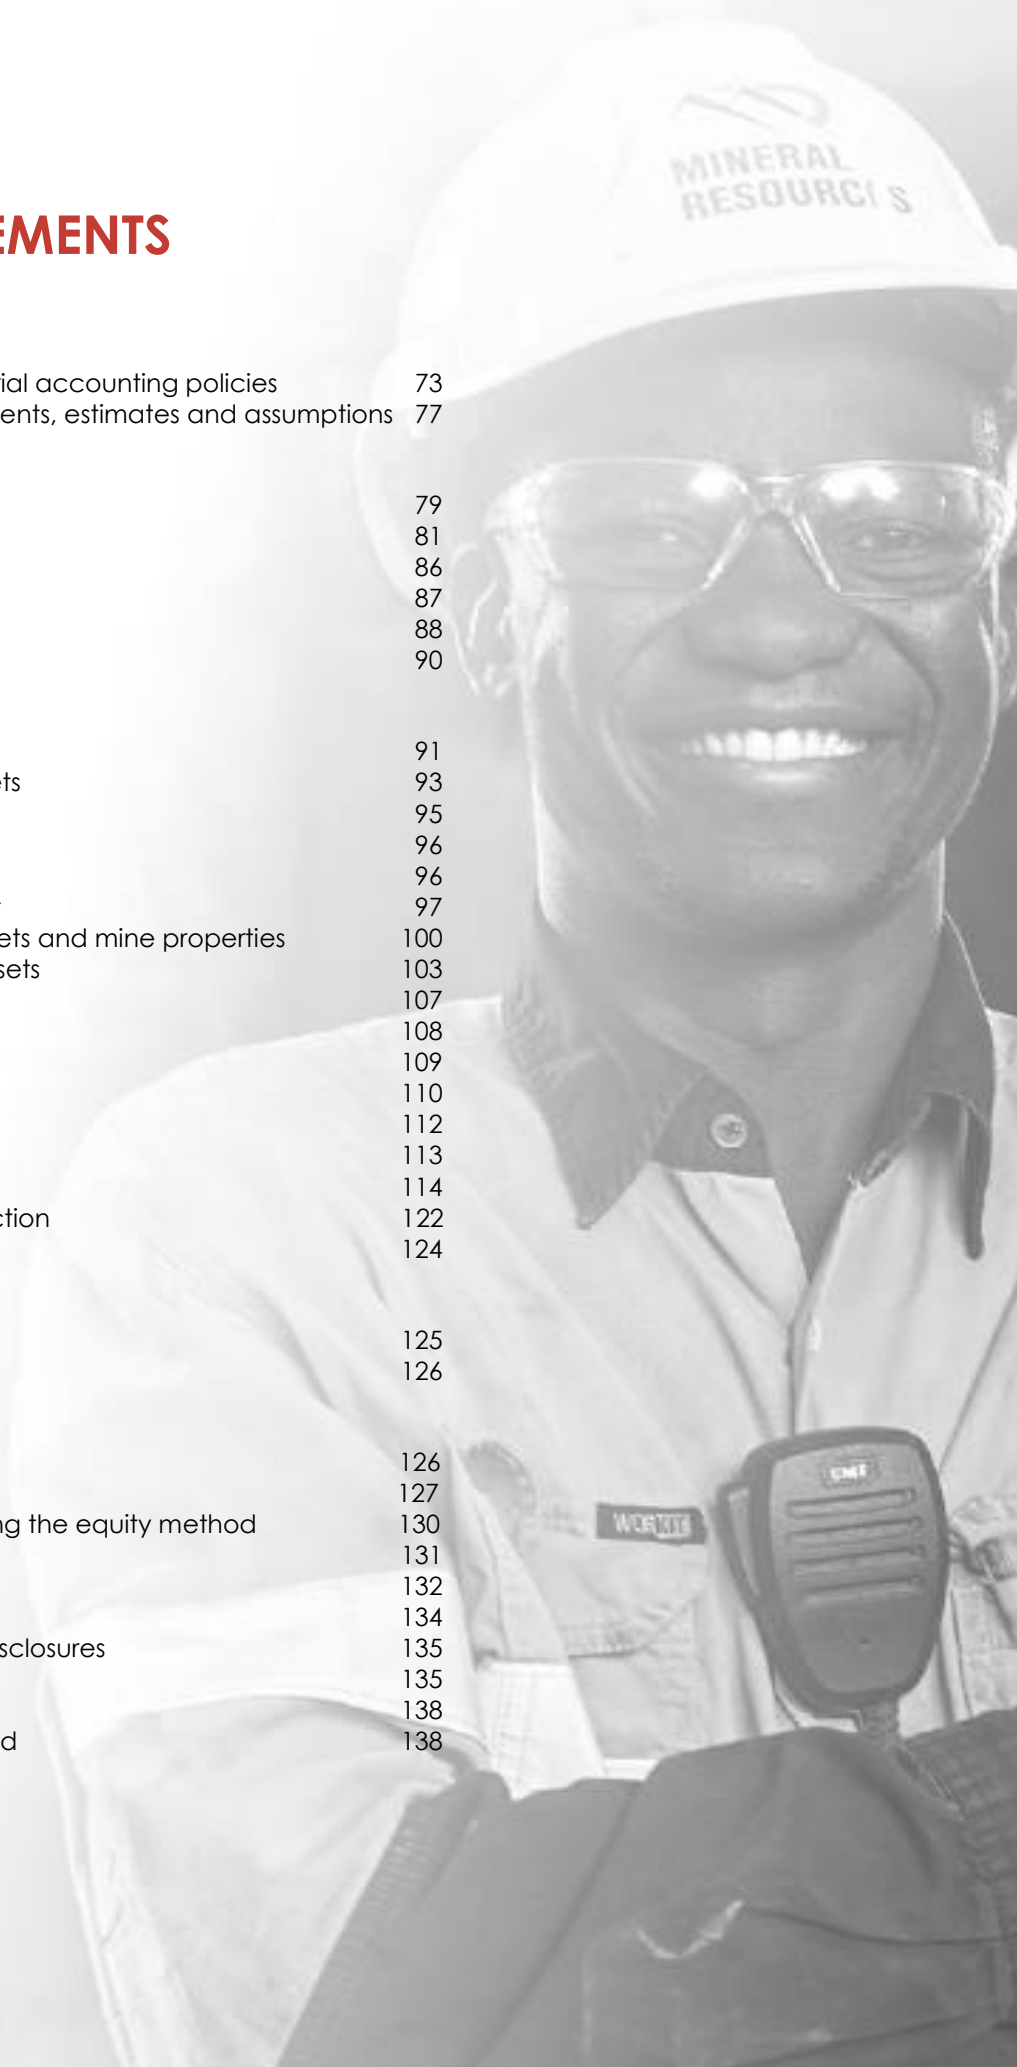 MINERAL
RESOURCES
EMENTS
ial accounting policies 73
ents, estimates and assumptions 77
79
81
86
87
88
90
91
ts 93
95
96
96
97
ets and mine properties 100
sets 103
107
108
109
110
112
113
114
ction 122
124
125
126
126
127
ng the equity method 130
131
132
134
sclosures 135
135
138
d 138
WORKIT